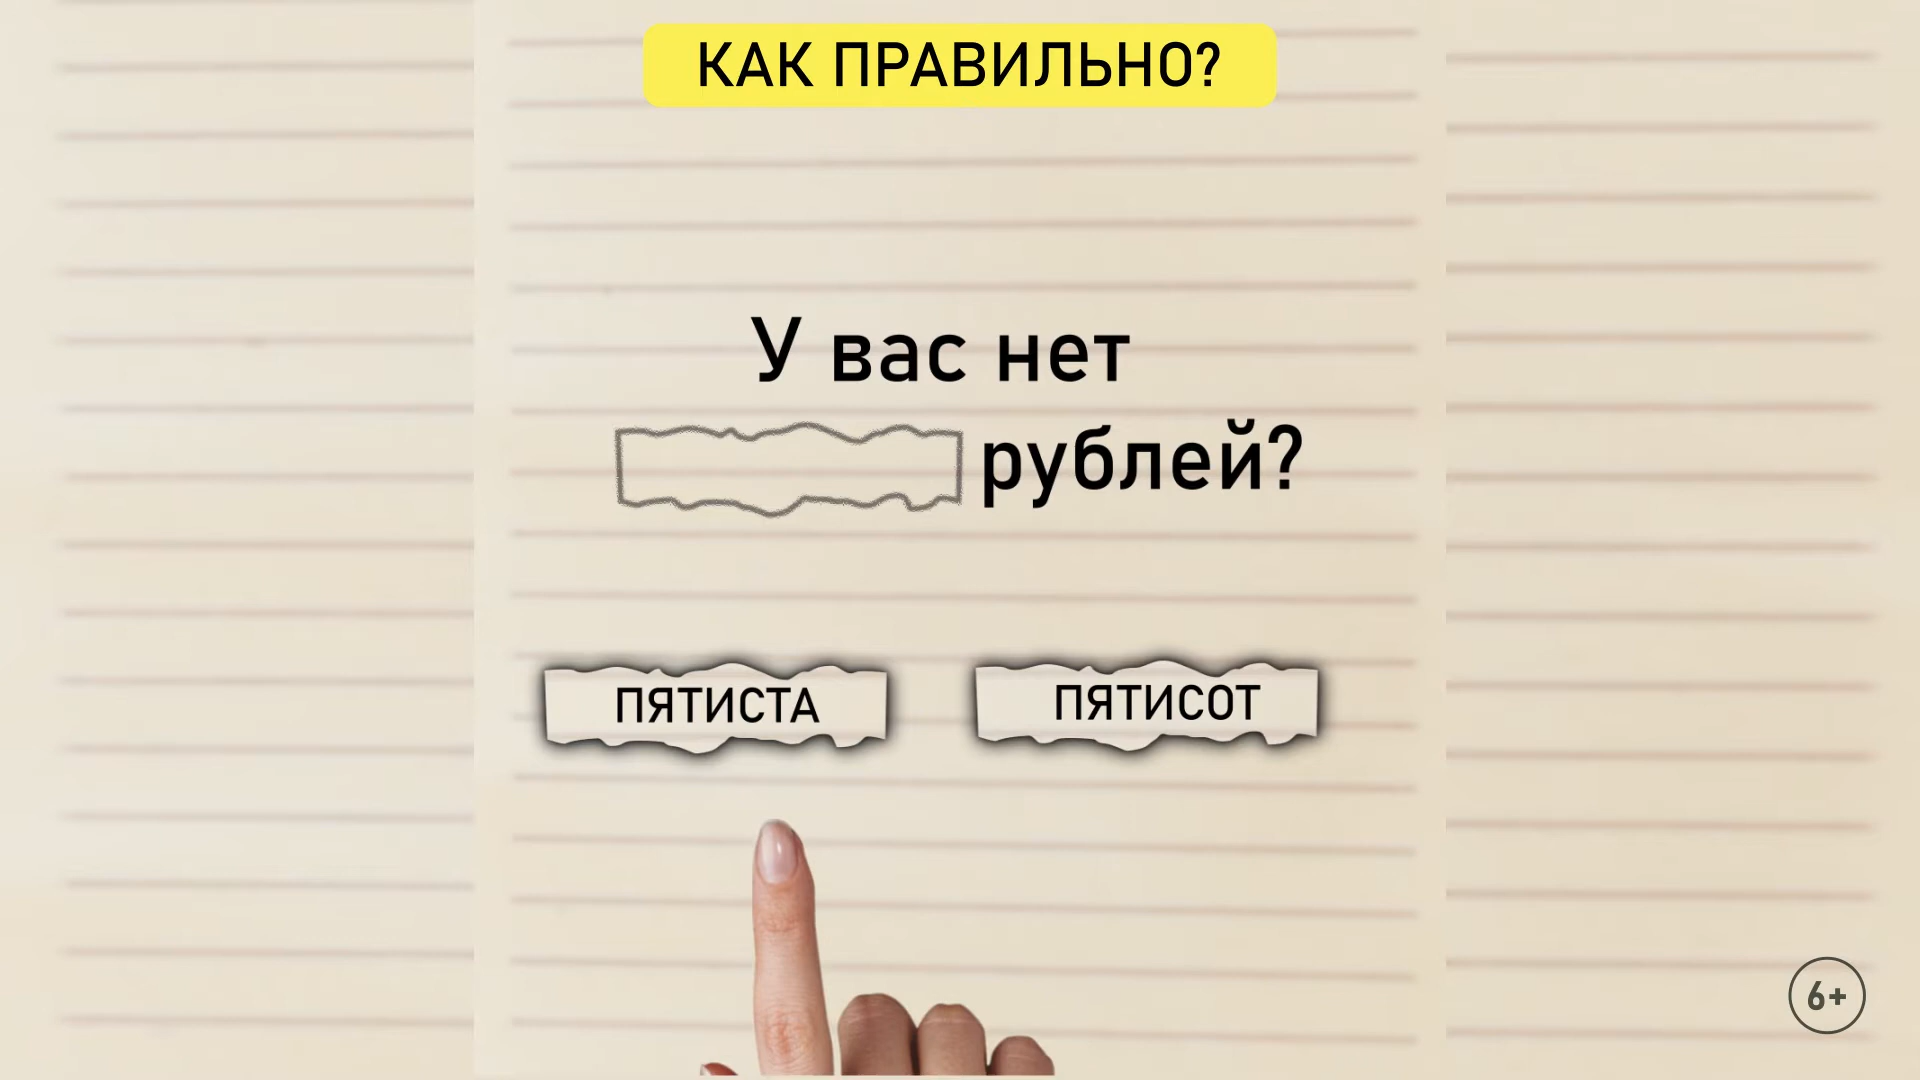 КАК ПРАВИЛЬНО?
У вас нет
рублей?
ПЯТИСТА
ПЯТИСОТ
6+